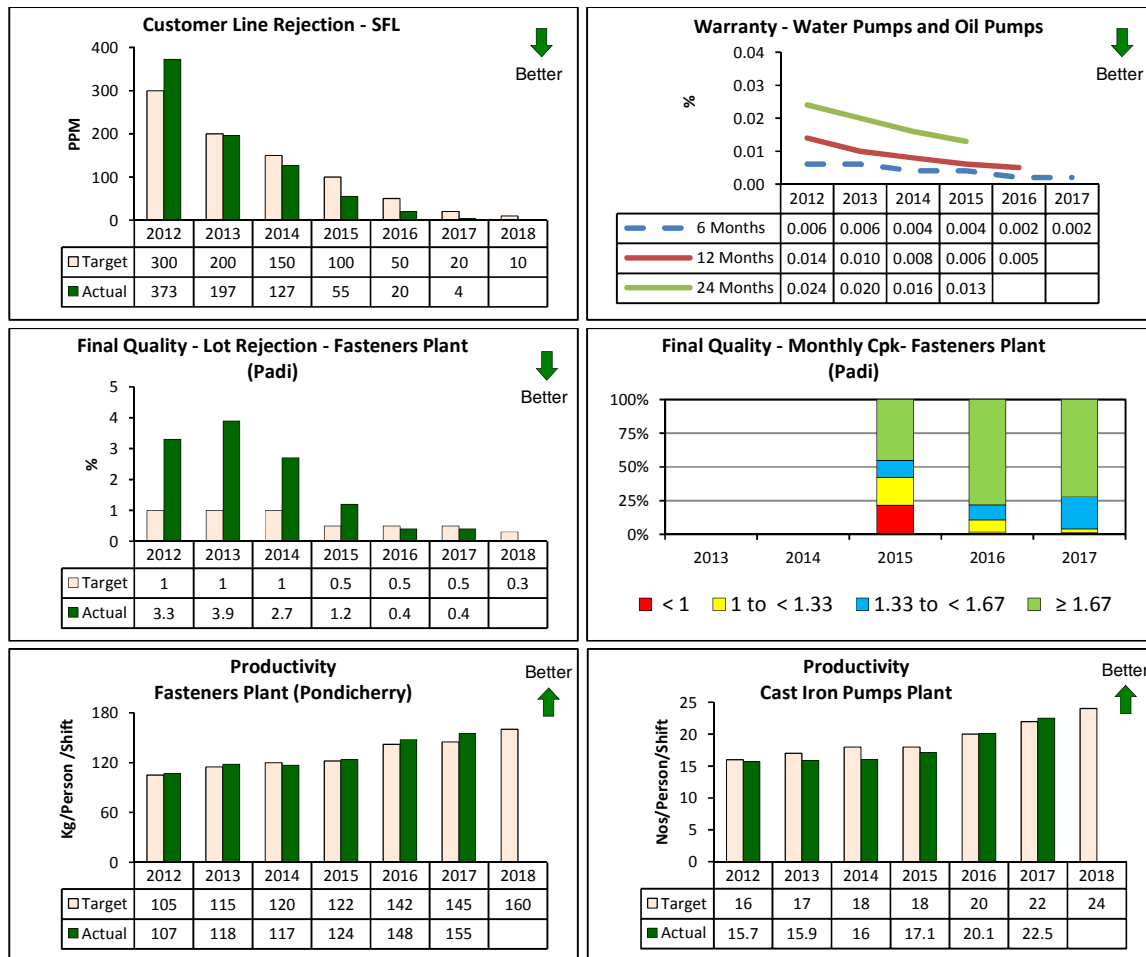 Customer Line Rejection - SFL
Better
PPM
400
300
200
100
0
2012 2013 2014 2015 2016 2017 2018
Target 300 200 150 100 50 20 10
Actual 373 197 127 55 20 4
Warranty - Water Pumps and Oil Pumps
Better
%
0.04
0.03
0.02
0.01
0.00
2012 2013 2014 2015 2016 2017
6 Months 0.006 0.006 0.004 0.004 0.002 0.002
12 Months 0.014 0.010 0.008 0.006 0.005
24 Months 0.024 0.020 0.016 0.013
Final Quality - Lot Rejection - Fasteners Plant
(Padi)
Better
%
5
4
3
2
1
0
2012 2013 2014 2015 2016 2017 2018
Target 1 1 1 0.5 0.5 0.5 0.3
Actual 3.3 3.9 2.7 1.2 0.4 0.4
Final Quality - Monthly Cpk- Fasteners Plant
(Padi)
100%
75%
50%
25%
0%
2013 2014 2015 2016 2017
< 1 1 to < 1.33 1.33 to < 1.67 ≥ 1.67
Productivity
Fasteners Plant (Pondicherry)
Better
Kg/Person /Shift
180
120
60
0
2012 2013 2014 2015 2016 2017 2018
Target 105 115 120 122 142 145 160
Actual 107 118 117 124 148 155
Productivity
Cast Iron Pumps Plant
Better
Nos/Person/Shift
25
20
15
10
5
0
2012 2013 2014 2015 2016 2017 2018
Target 16 17 18 18 20 22 24
Actual 15.7 15.9 16 17.1 20.1 22.5